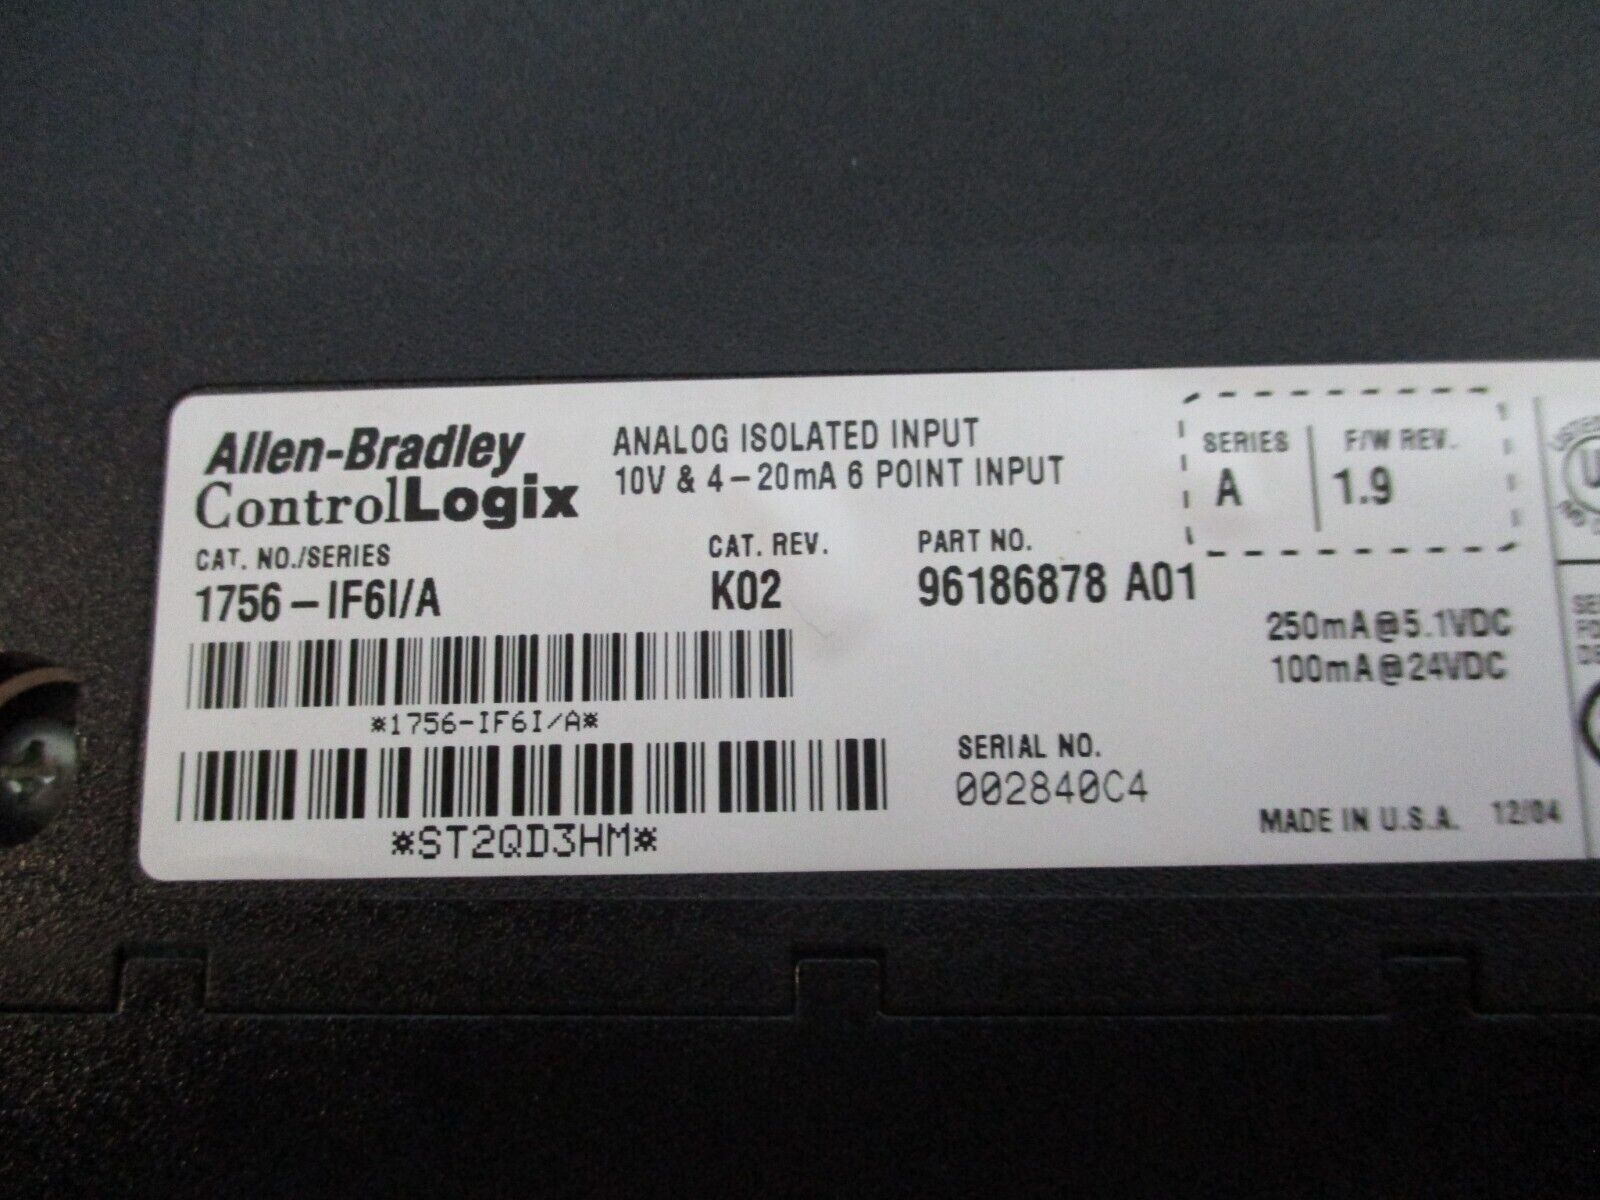 Allen-Bradley
ControlLogix
ANALOG ISOLATED INPUT
10V & 4-20mA 6 POINT INPUT
SERIES
A
F/W REV.
1.9
CAT. NO./SERIES
1756-IF6I/A
CAT. REV.
K02
PART NO.
96186878 A01
250mA@5.1VDC
100mA@24VDC
*1756-IF6I/A*
SERIAL NO.
002840C4
*ST2QD3HM*
MADE IN U.S.A. 12/04